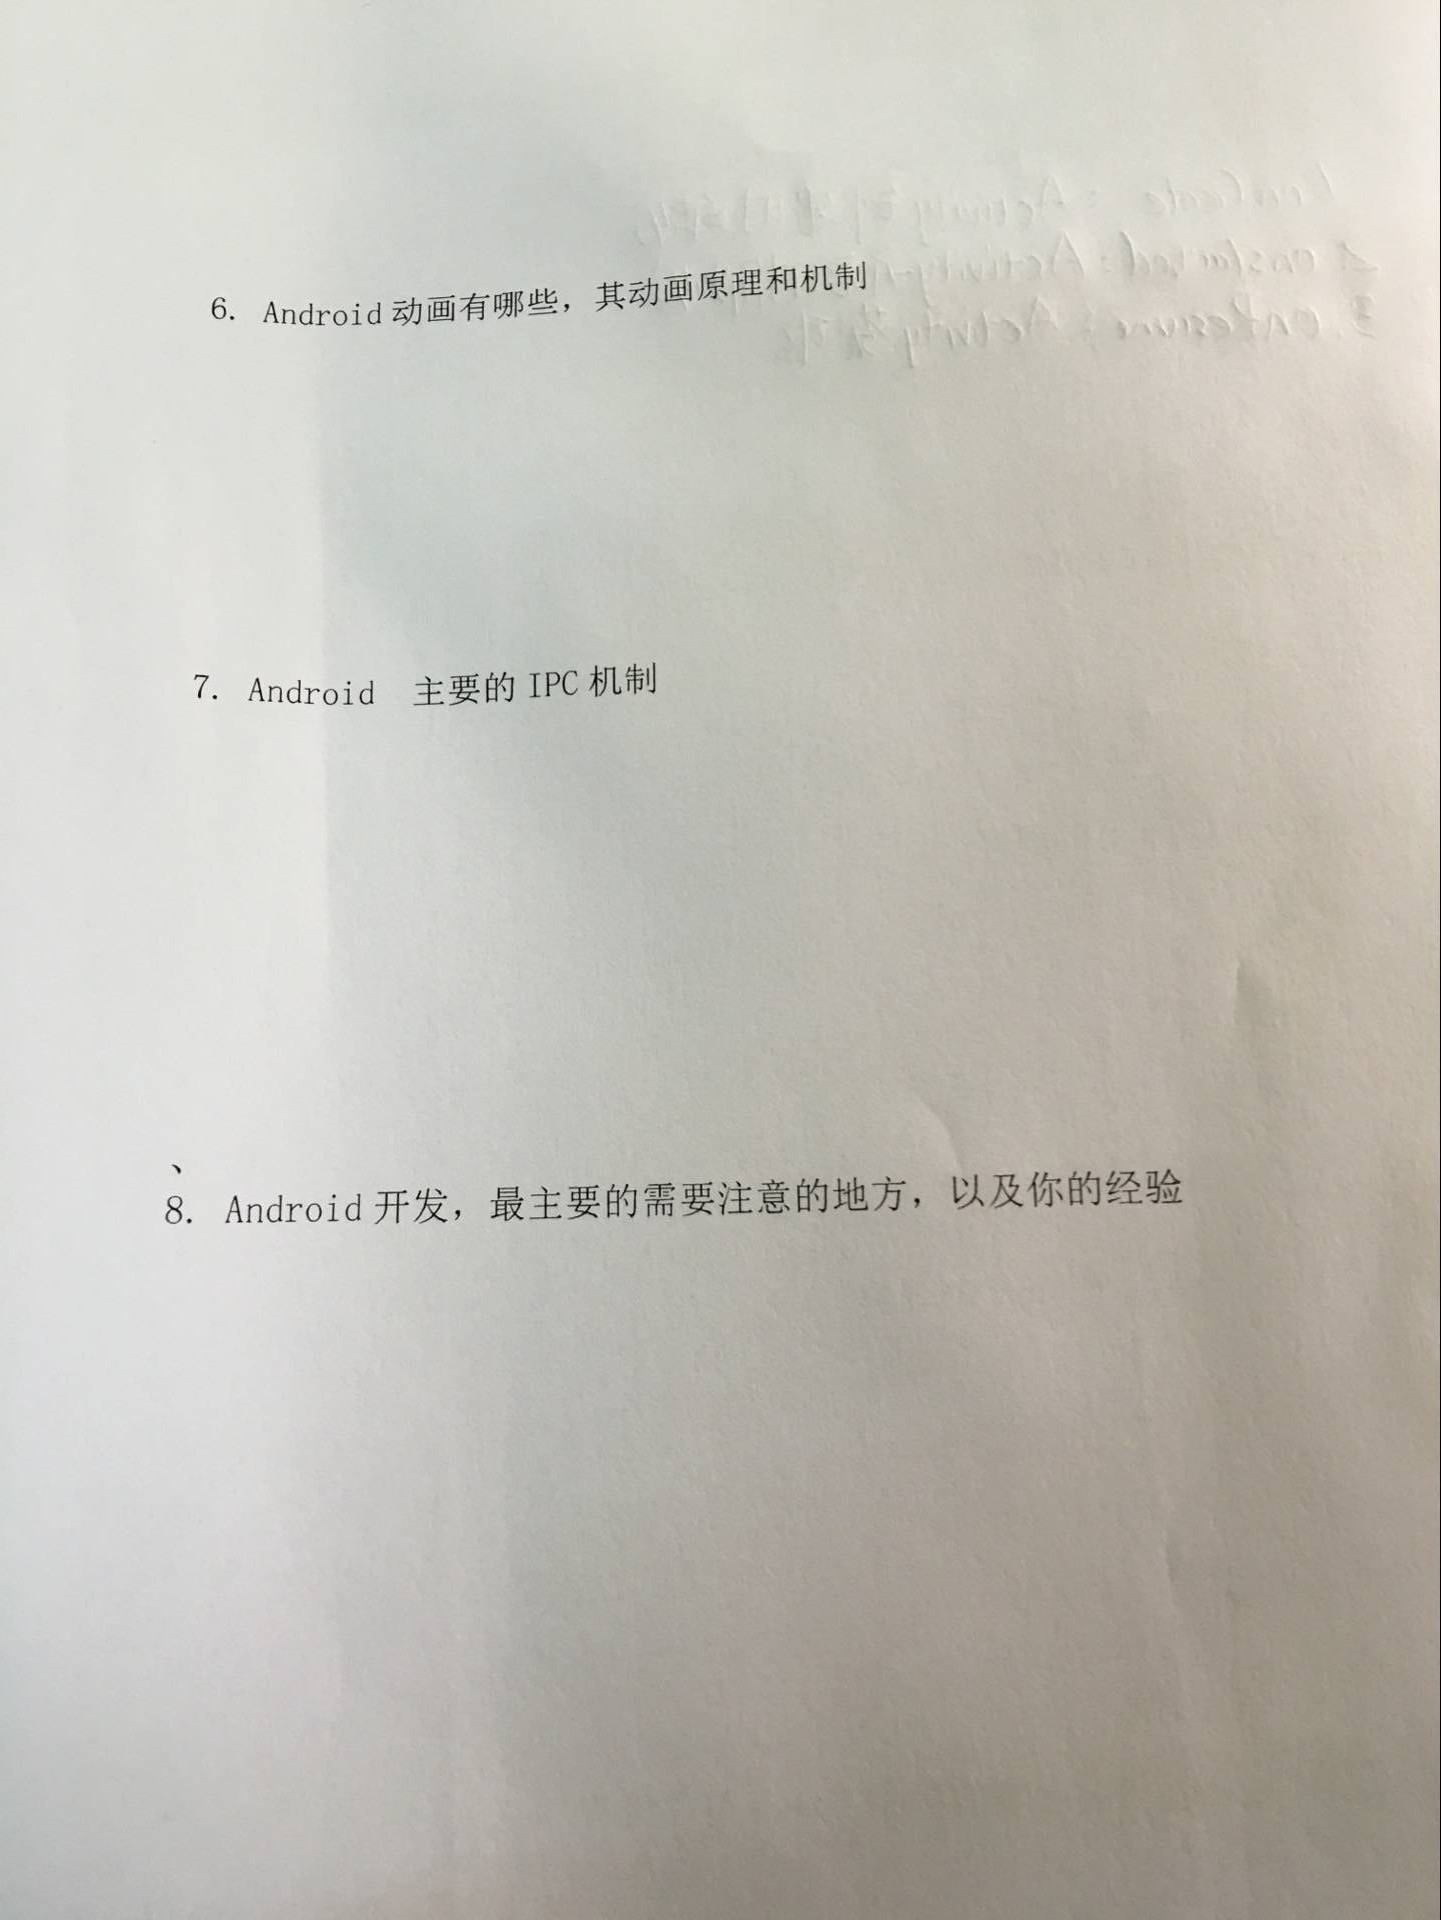 6. Android 动画有哪些，其动画原理和机制
7. Android 主要的 IPC 机制
、
8. Android 开发，最主要的需要注意的地方，以及你的经验